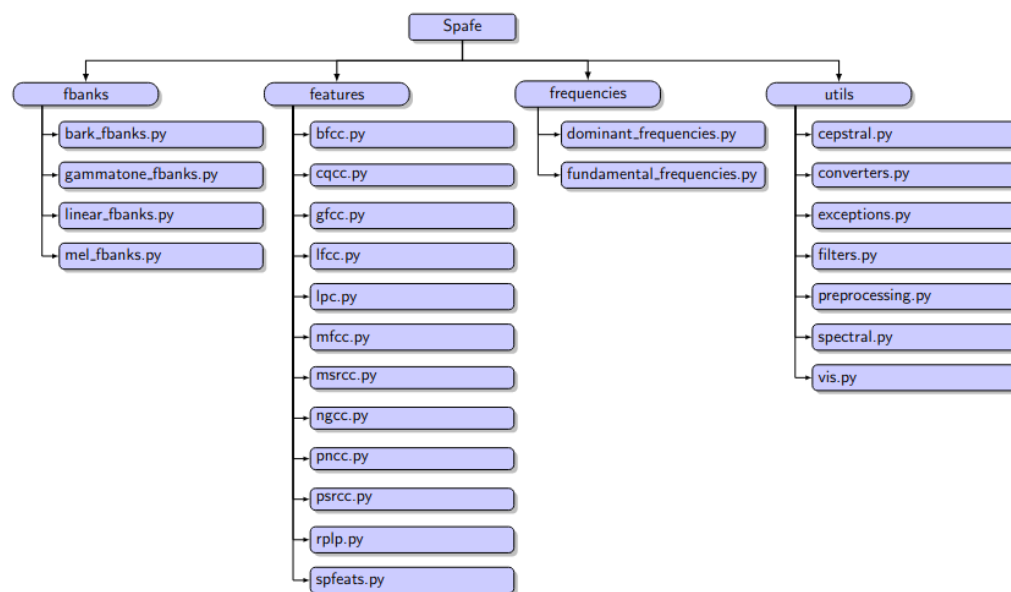 Spafe
fbanks
bark_fbanks.py
gammatone_fbanks.py
linear_fbanks.py
mel_fbanks.py
features
bfcc.py
cqcc.py
gfcc.py
lfcc.py
lpc.py
mfcc.py
msrcc.py
ngcc.py
pncc.py
psrcc.py
rplp.py
spfeats.py
frequencies
dominant_frequencies.py
fundamental_frequencies.py
utils
cepstral.py
converters.py
exceptions.py
filters.py
preprocessing.py
spectral.py
vis.py